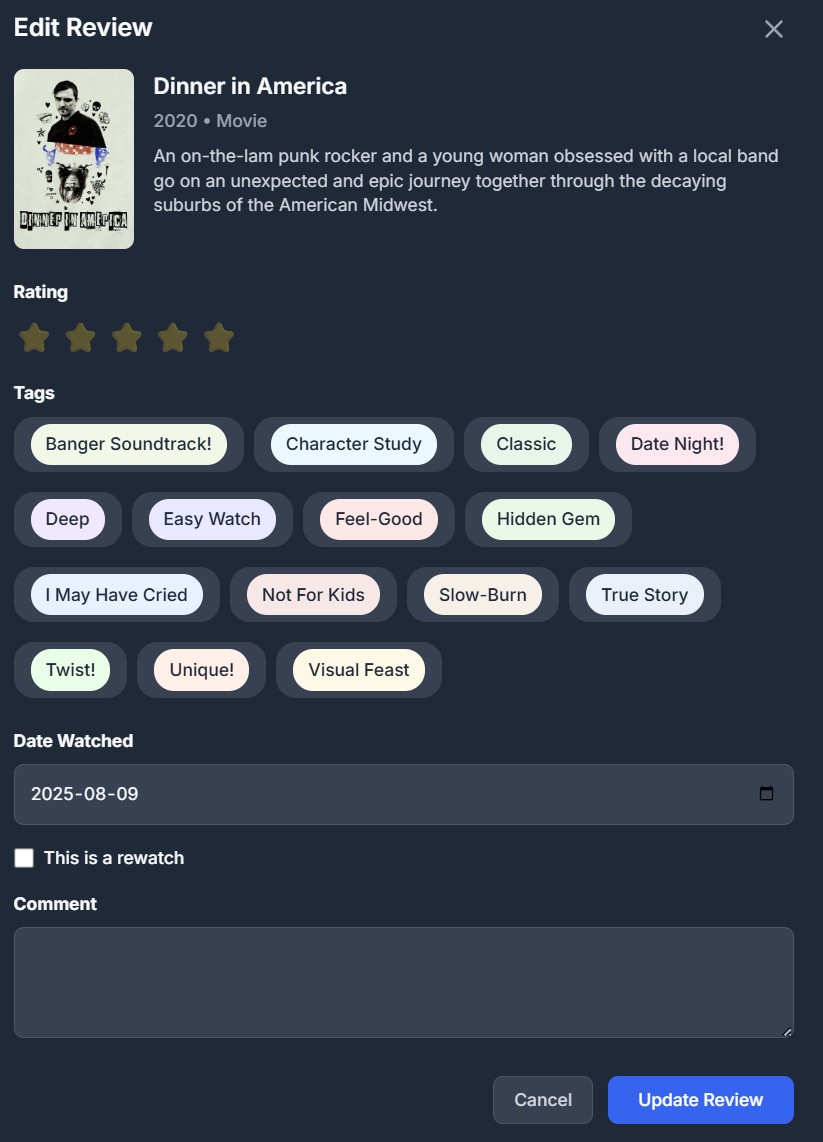 Edit Review
Dinner in America
2020 • Movie
An on-the-lam punk rocker and a young woman obsessed with a local band
go on an unexpected and epic journey together through the decaying
suburbs of the American Midwest.
DINNER IN AMERICA
Rating
Tags
Banger Soundtrack! Character Study Classic Date Night!
Deep Easy Watch Feel-Good Hidden Gem
I May Have Cried Not For Kids Slow-Burn True Story
Twist! Unique! Visual Feast
Date Watched
2025-08-09
This is a rewatch
Comment
Cancel Update Review